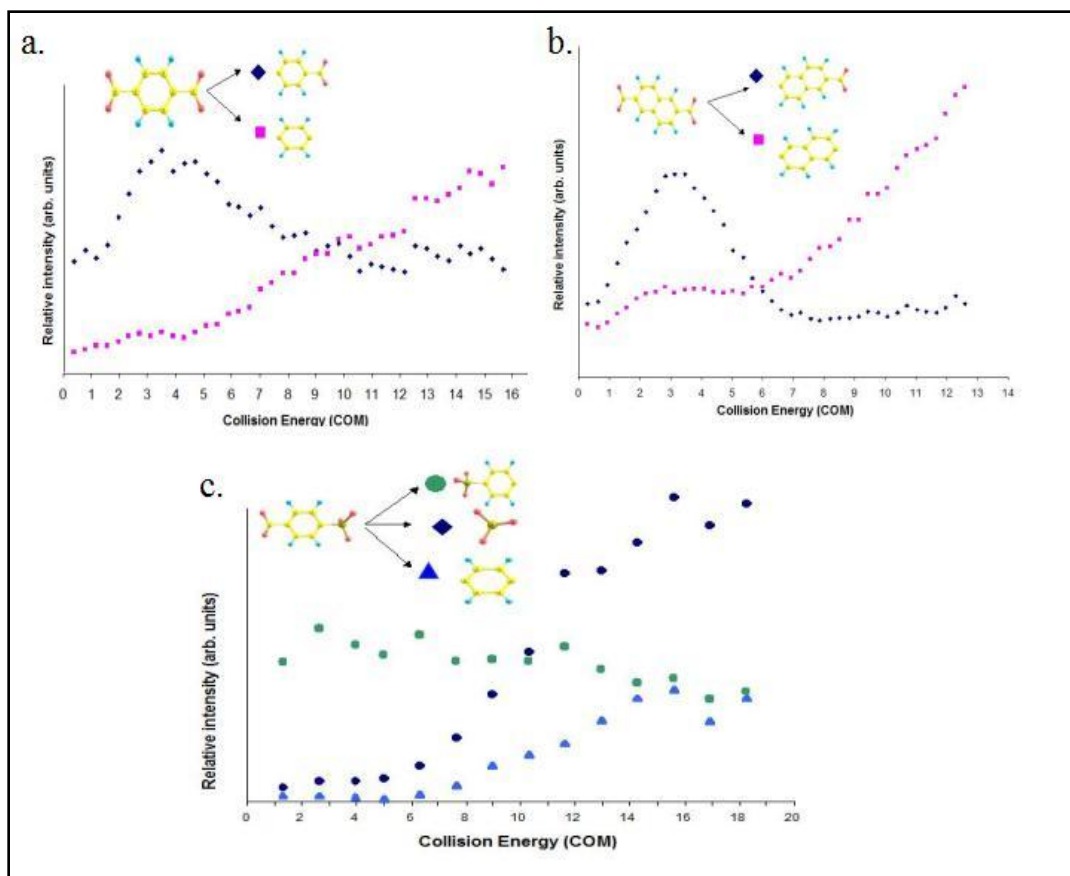 a.
Relative intensity (arb. units)
0 1 2 3 4 5 6 7 8 9 10 11 12 13 14 15 16
Collision Energy (COM)
b.
Relative intensity (arb. units)
0 1 2 3 4 5 6 7 8 9 10 11 12 13 14
Collision Energy (COM)
c.
Relative intensity (arb. units)
0 2 4 6 8 10 12 14 16 18 20
Collision Energy (COM)